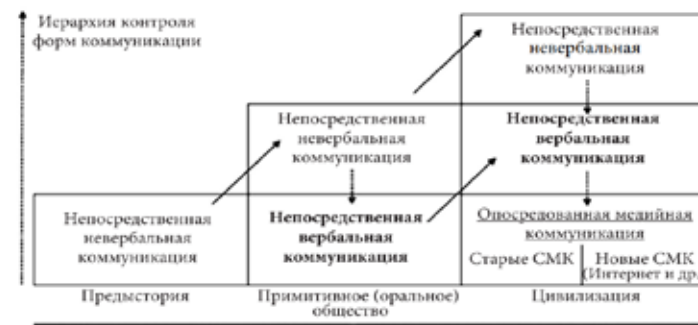 Иерархия контроля
форм коммуникации
Непосредственная
невербальная
коммуникация
Непосредственная
невербальная
коммуникация
Непосредственная
вербальная
коммуникация
Непосредственная
невербальная
коммуникация
Непосредственная
вербальная
коммуникация
Опосредованная медийная
коммуникация
Старые СМК
Новые СМК
(Интернет и др.
Предыстория
Примитивное (оральное)
общество
Цивилизация